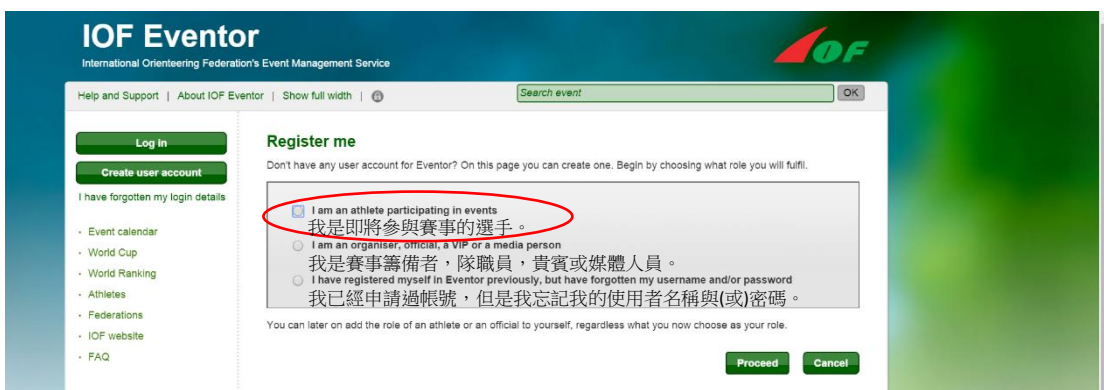 IOF Eventor
International Orienteering Federation's Event Management Service
IOF
Help and Support | About IOF Eventor | Show full width |
Search event
OK
Log in
Create user account
I have forgotten my login details
Event calendar
World Cup
World Ranking
Athletes
Federations
IOF website
FAQ
Register me
Don't have any user account for Eventor? On this page you can create one. Begin by choosing what role you will fulfil.
I am an athlete participating in events
我是即將參與賽事的選手。
I am an organiser, official, a VIP or a media person
我是賽事籌備者，隊職員，貴賓或媒體人員。
I have registered myself in Eventor previously, but have forgotten my username and/or password
我已經申請過帳號，但是我忘記我的使用者名稱與(或)密碼。
You can later on add the role of an athlete or an official to yourself, regardless what you now choose as your role.
Proceed
Cancel